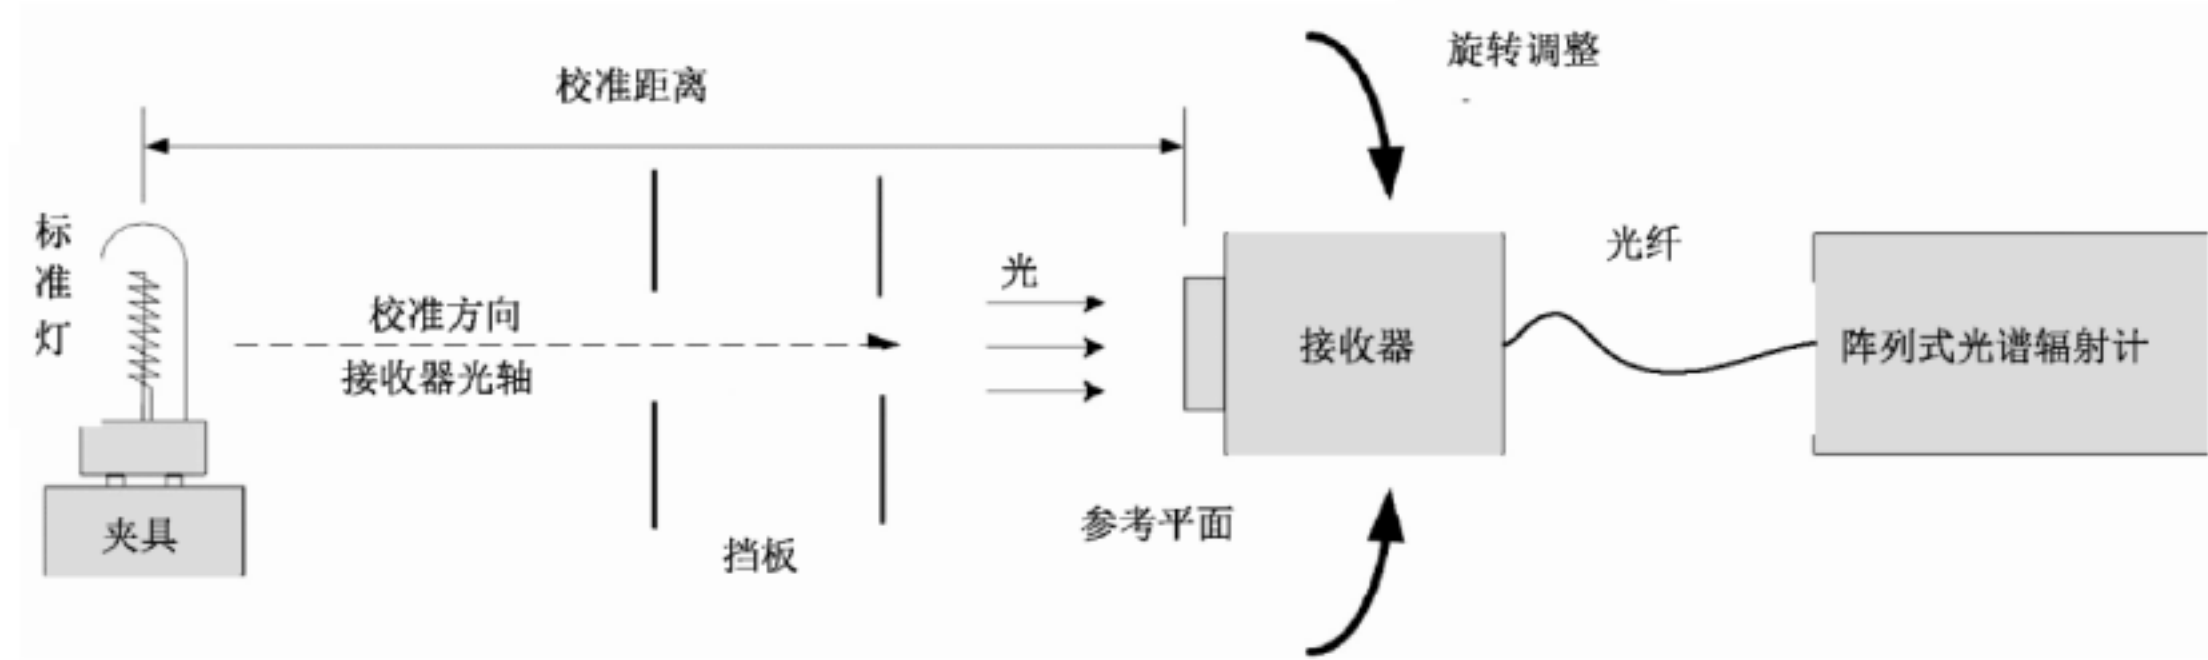 旋转调整
校准距离
标准灯
光
光纤
校准方向
接收器光轴
接收器
阵列式光谱辐射计
参考平面
夹具
挡板